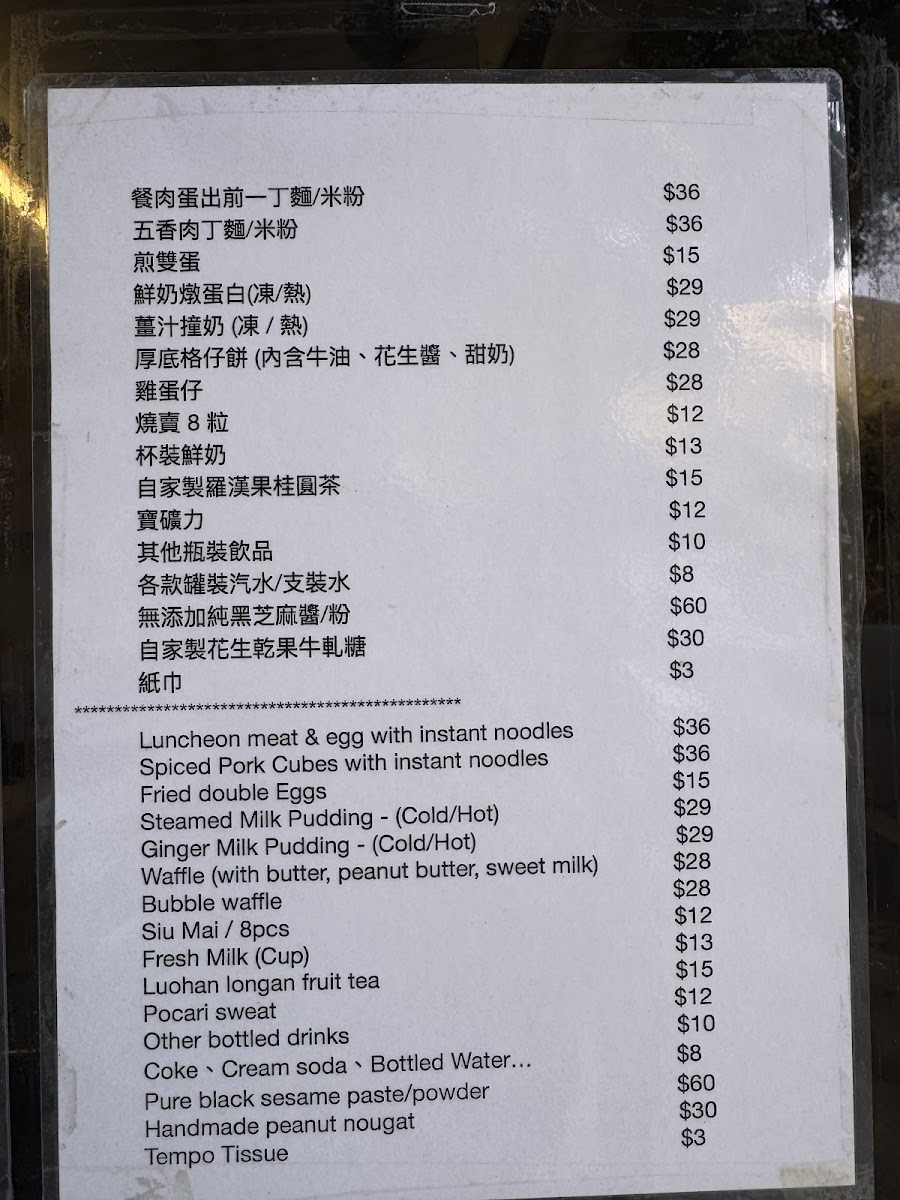 餐肉蛋出前一丁麵/米粉 $36
五香肉丁麵/米粉 $36
煎雙蛋 $15
鮮奶燉蛋白(凍/熱) $29
薑汁撞奶 (凍 / 熱) $29
厚底格仔餅 (內含牛油、花生醬、甜奶) $28
雞蛋仔 $28
燒賣 8 粒 $12
杯裝鮮奶 $13
自家製羅漢果桂圓茶 $15
寶礦力 $12
其他瓶裝飲品 $10
各款罐裝汽水/支裝水 $8
無添加純黑芝麻醬/粉 $60
自家製花生乾果牛軋糖 $30
紙巾 $3
***********************************************
Luncheon meat & egg with instant noodles $36
Spiced Pork Cubes with instant noodles $36
Fried double Eggs $15
Steamed Milk Pudding - (Cold/Hot) $29
Ginger Milk Pudding - (Cold/Hot) $29
Waffle (with butter, peanut butter, sweet milk) $28
Bubble waffle $28
Siu Mai / 8pcs $12
Fresh Milk (Cup) $13
Luohan longan fruit tea $15
Pocari sweat $12
Other bottled drinks $10
Coke、Cream soda、Bottled Water… $8
Pure black sesame paste/powder $60
Handmade peanut nougat $30
Tempo Tissue $3